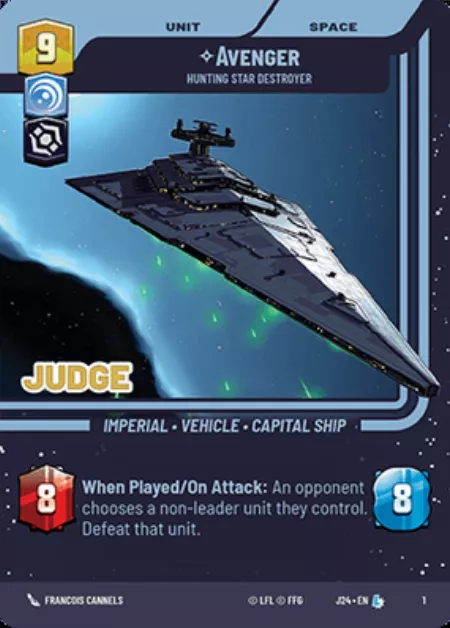 UNIT SPACE
9
AVENGER
HUNTING STAR DESTROYER
JUDGE
IMPERIAL • VEHICLE • CAPITAL SHIP
8
When Played/On Attack: An opponent
chooses a non-leader unit they control.
Defeat that unit.
8
FRANCOIS CANNELS © LFL © FFG J24 • EN L 1